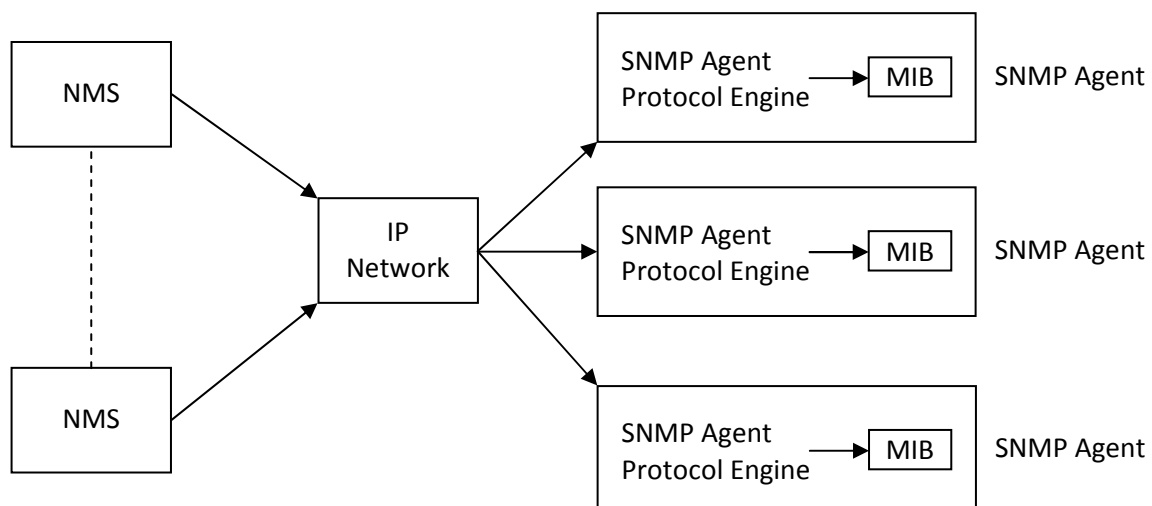 NMS
NMS
IP
Network
SNMP Agent
Protocol Engine
MIB
SNMP Agent
SNMP Agent
Protocol Engine
MIB
SNMP Agent
SNMP Agent
Protocol Engine
MIB
SNMP Agent